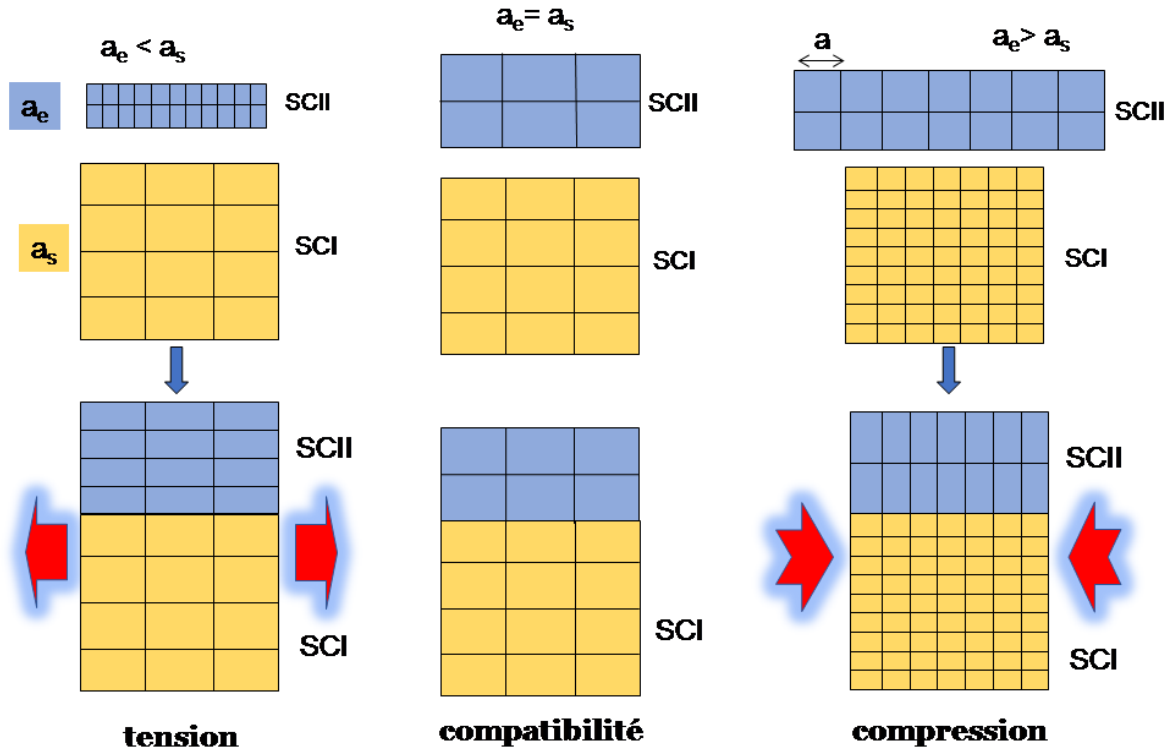 aₑ < aₛ
aₑ= aₛ
a
aₑ> aₛ
aₑ
SCII
SCII
SCII
aₛ
SCI
SCI
SCI
SCII
SCII
SCI
SCI
SCI
tension
compatibilité
compression